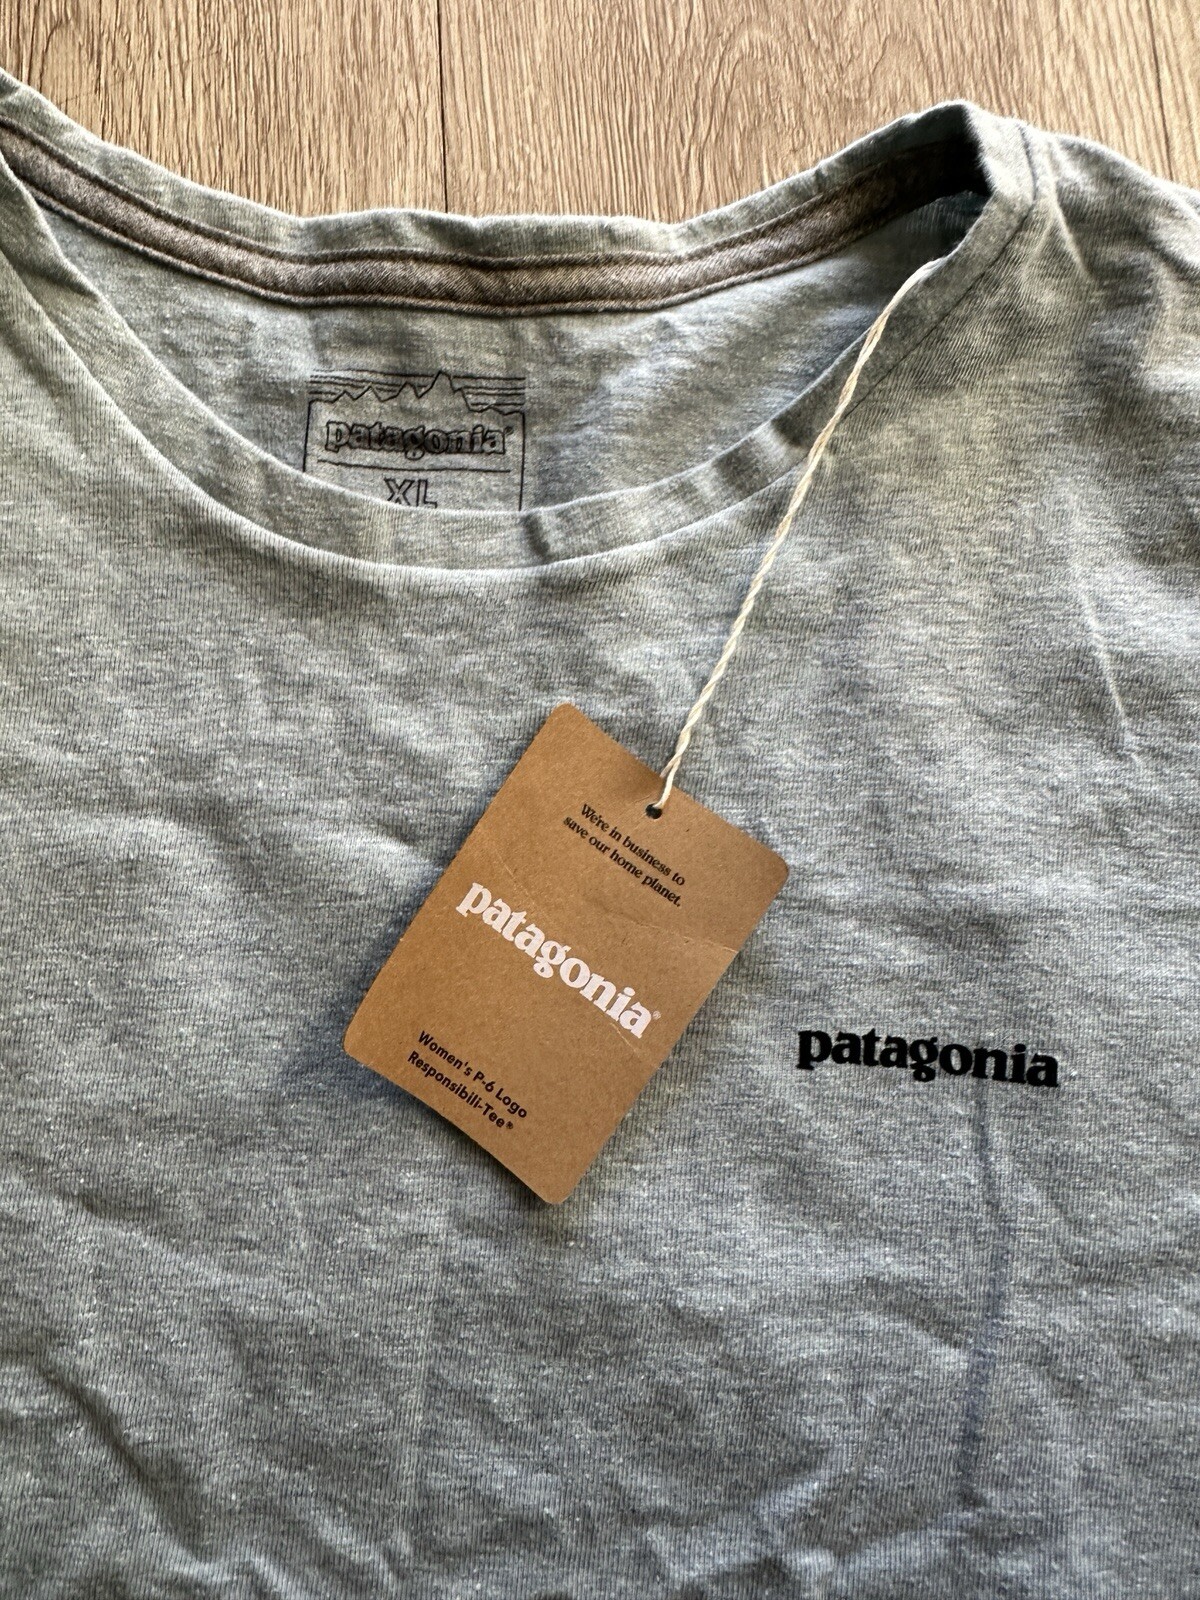 patagonia®
XL
We're in business to
save our home planet.
patagonia®
Women's P-6 Logo
Responsibili-Tee®
patagonia